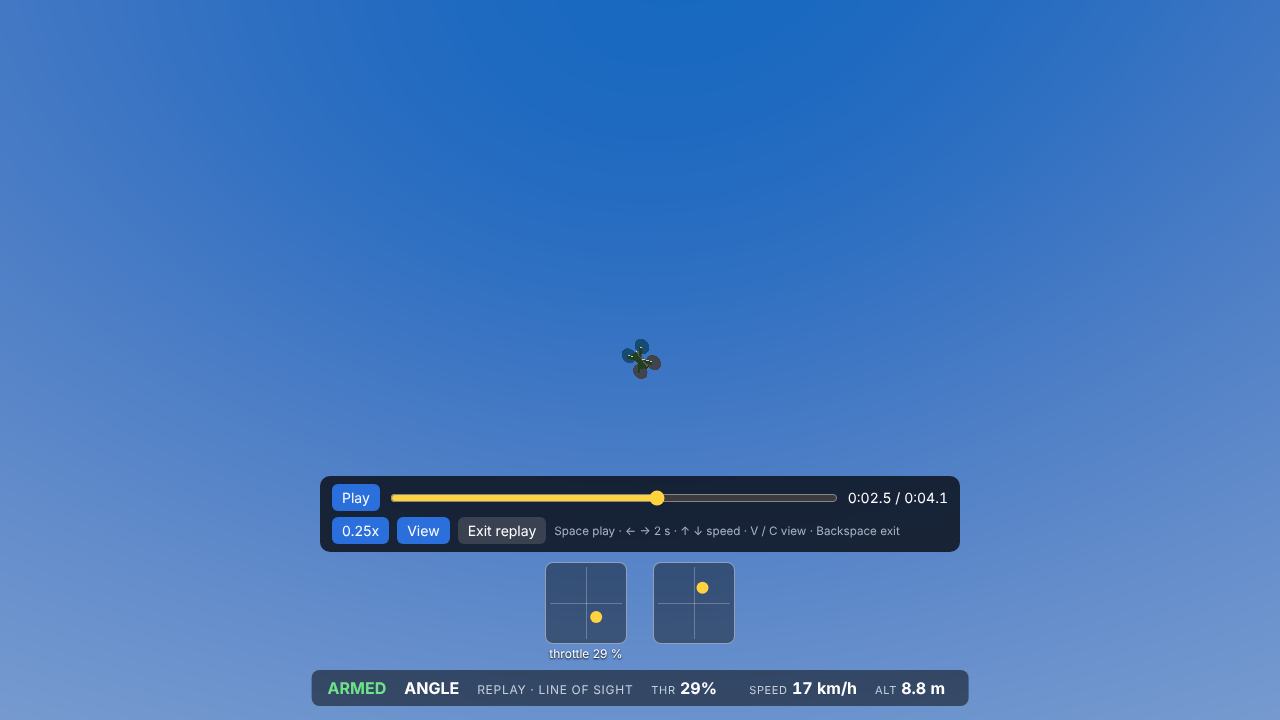 Play 0:02.5 / 0:04.1
0.25x View Exit replay Space play · ← → 2 s · ↑ ↓ speed · V / C view · Backspace exit
throttle 29 %
ARMED ANGLE REPLAY · LINE OF SIGHT THR 29% SPEED 17 km/h ALT 8.8 m